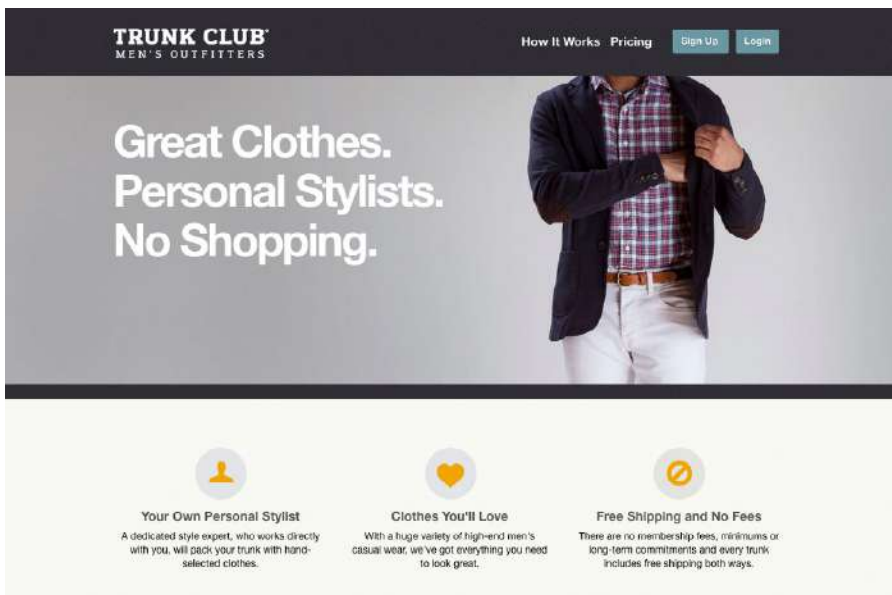 TRUNK CLUB
MEN'S OUTFITTERS
How It Works Pricing Sign Up Login
Great Clothes.
Personal Stylists.
No Shopping.
Your Own Personal Stylist
A dedicated style expert, who works directly
with you, will pack your trunk with hand-
selected clothes.
Clothes You'll Love
With a huge variety of high-end men's
casual wear, we've got everything you need
to look great.
Free Shipping and No Fees
There are no membership fees, minimums or
long-term commitments and every trunk
includes free shipping both ways.